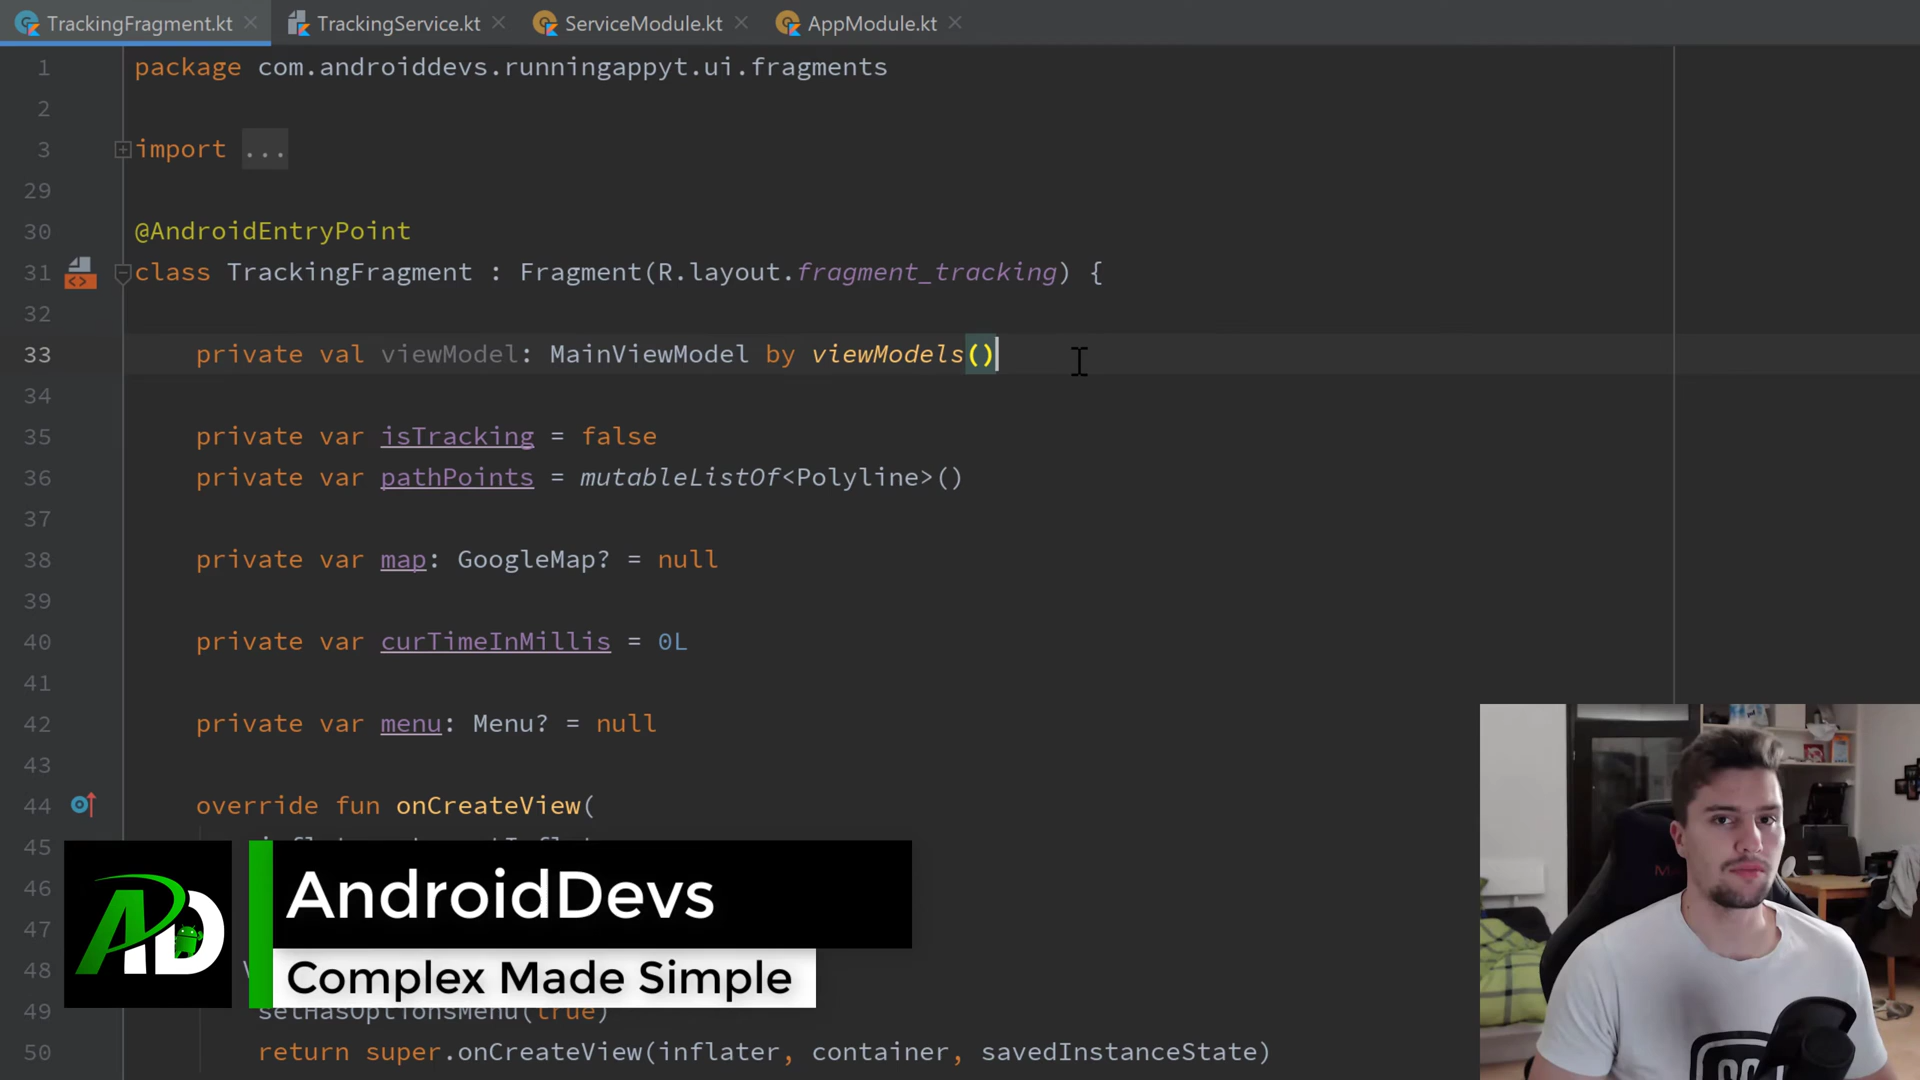 TrackingFragment.kt TrackingService.kt ServiceModule.kt AppModule.kt
1 package com.androiddevs.runningappyt.ui.fragments
2
3 import ...
29
30 @AndroidEntryPoint
31 class TrackingFragment : Fragment(R.layout.fragment_tracking) {
32
33 private val viewModel: MainViewModel by viewModels()
34
35 private var isTracking = false
36 private var pathPoints = mutableListOf<Polyline>()
37
38 private var map: GoogleMap? = null
39
40 private var curTimeInMillis = 0L
41
42 private var menu: Menu? = null
43
44 override fun onCreateView(
45
46
47
48
49 setHasOptionsMenu(true)
50 return super.onCreateView(inflater, container, savedInstanceState)
AD
AndroidDevs
Complex Made Simple